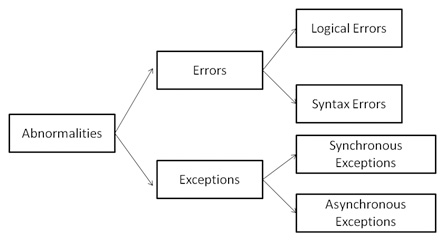 Logical Errors
Errors
Syntax Errors
Abnormalities
Synchronous
Exceptions
Exceptions
Asynchronous
Exceptions